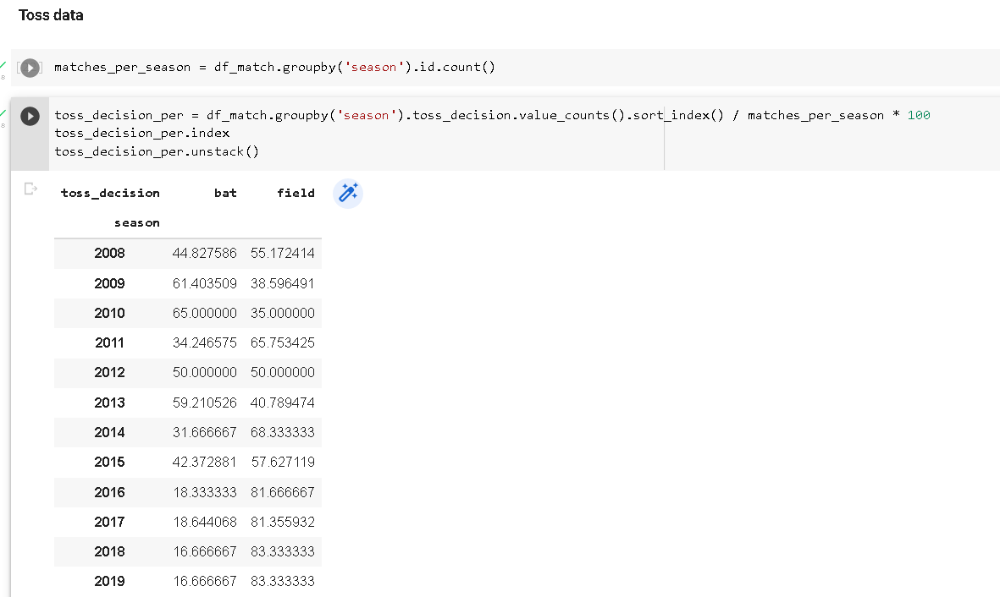 Toss data
matches_per_season = df_match.groupby('season').id.count()
s
toss_decision_per = df_match.groupby('season').toss_decision.value_counts().sort_index() / matches_per_season * 100
s
toss_decision_per.index
toss_decision_per.unstack()
toss_decision bat field
season
2008 44.827586 55.172414
2009 61.403509 38.596491
2010 65.000000 35.000000
2011 34.246575 65.753425
2012 50.000000 50.000000
2013 59.210526 40.789474
2014 31.666667 68.333333
2015 42.372881 57.627119
2016 18.333333 81.666667
2017 18.644068 81.355932
2018 16.666667 83.333333
2019 16.666667 83.333333